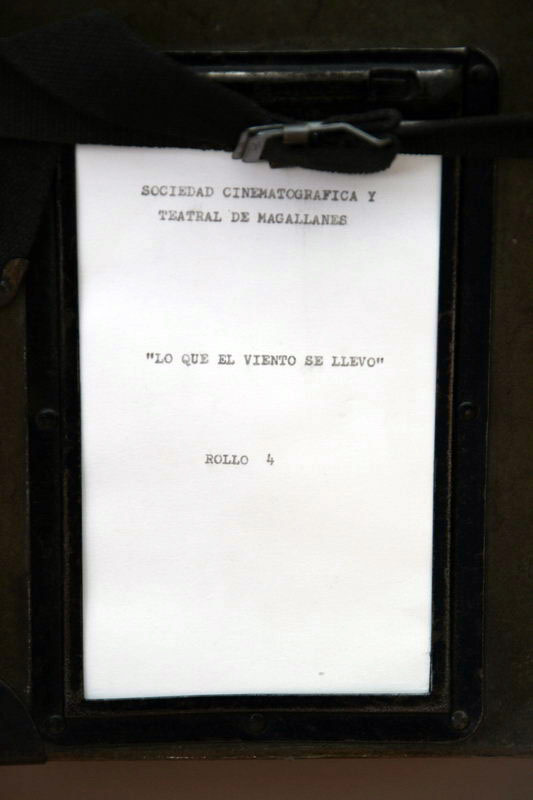 SOCIEDAD CINEMATOGRAFICA Y
TEATRAL DE MAGALLANES
"LO QUE EL VIENTO SE LLEVO"
ROLLO 4